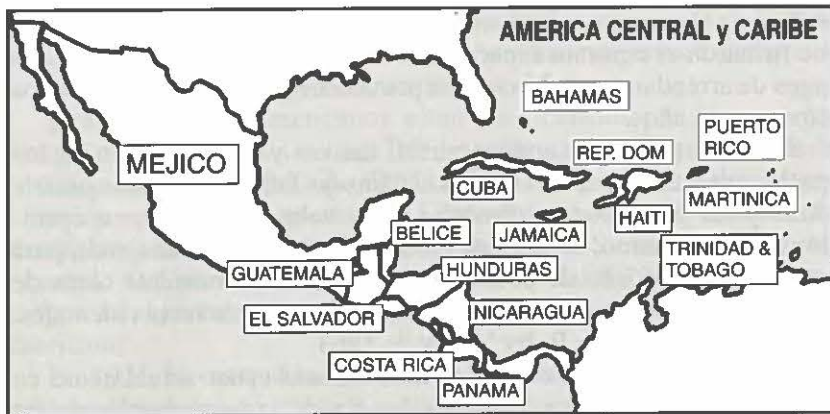 AMERICA CENTRAL y CARIBE
BAHAMAS
PUERTO
RICO
MEJICO
REP. DOM
CUBA
MARTINICA
HAITI
BELICE
JAMAICA
TRINIDAD &
TOBAGO
GUATEMALA
HUNDURAS
EL SALVADOR
NICARAGUA
COSTA RICA
PANAMA